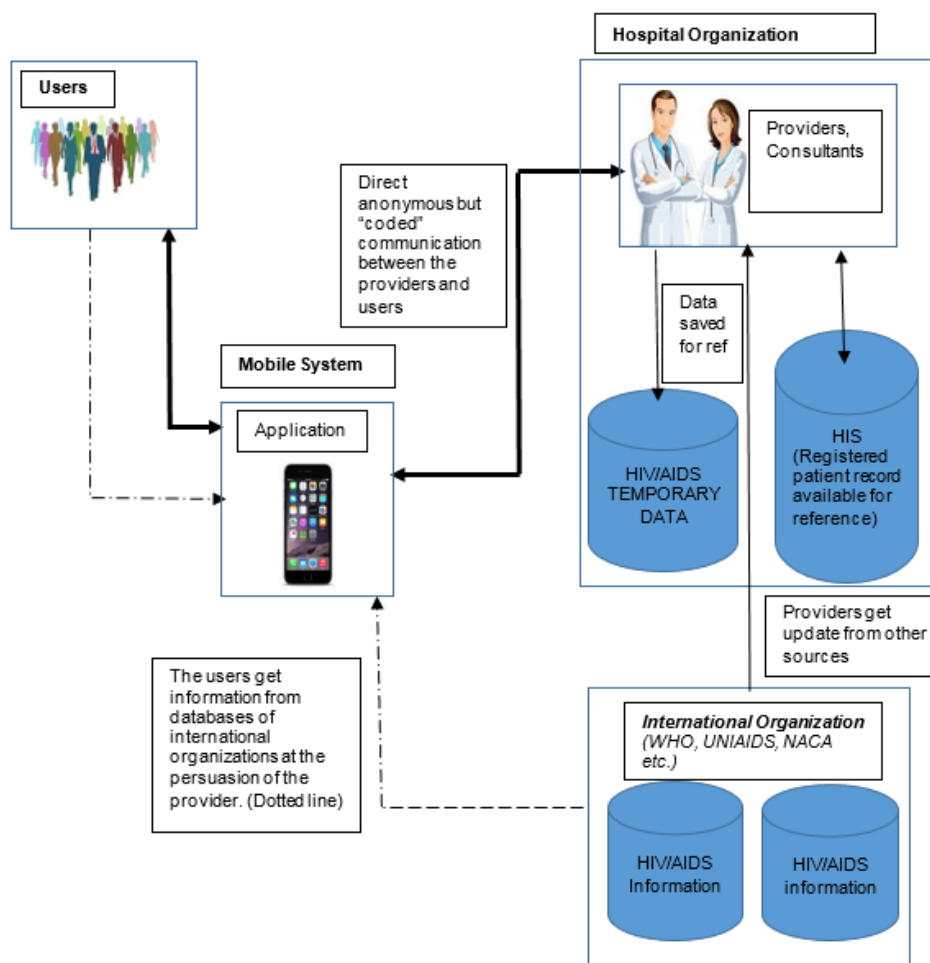 Hospital Organization
Users
Providers,
Consultants
Direct
anonymous but
“coded”
communication
between the
providers and
users
Data
saved
for ref
Mobile System
Application
HIV/AIDS
TEMPORARY
DATA
HIS
(Registered
patient record
available for
reference)
Providers get
update from other
sources
The users get
information from
databases of
international
organizations at the
persuasion of the
provider. (Dotted line)
International Organization
(WHO, UNIAIDS, NACA
etc.)
HIV/AIDS
Information
HIV/AIDS
information